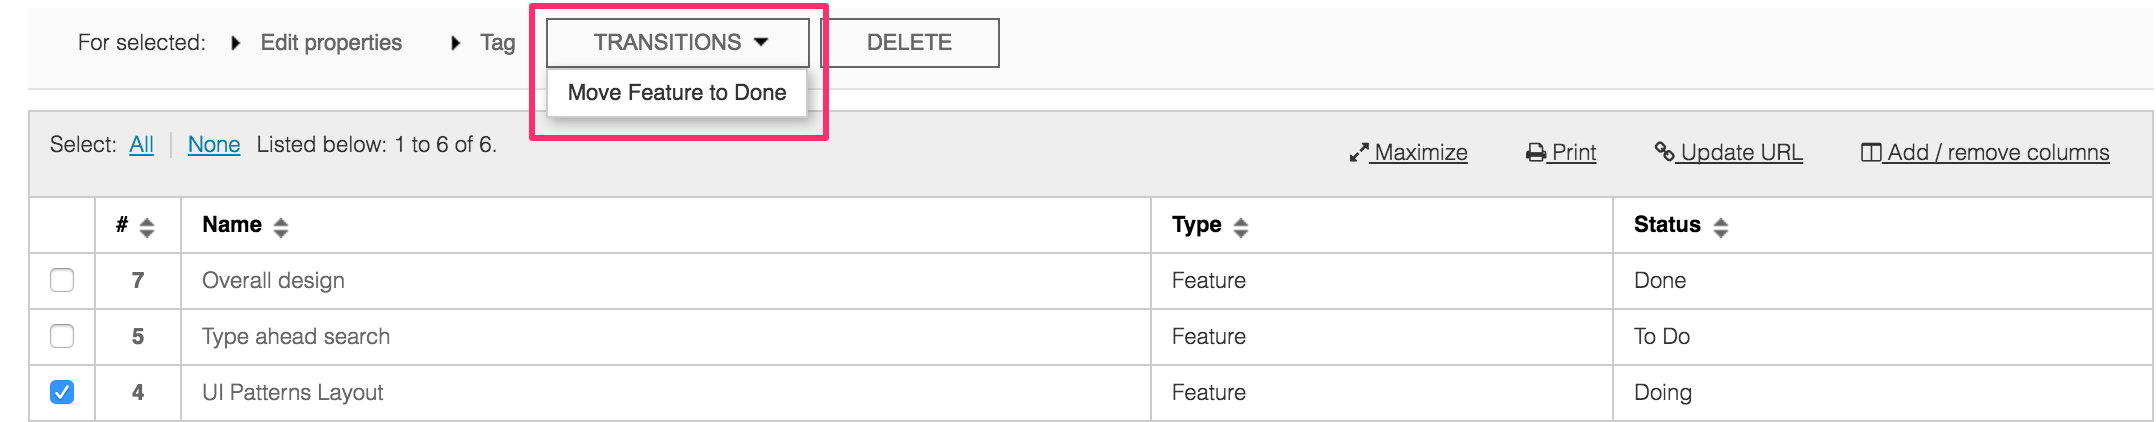 For selected: Edit properties Tag TRANSITIONS DELETE
Move Feature to Done
Select: All None Listed below: 1 to 6 of 6. Maximize Print Update URL Add / remove columns
# Name Type Status
7 Overall design Feature Done
5 Type ahead search Feature To Do
4 UI Patterns Layout Feature Doing